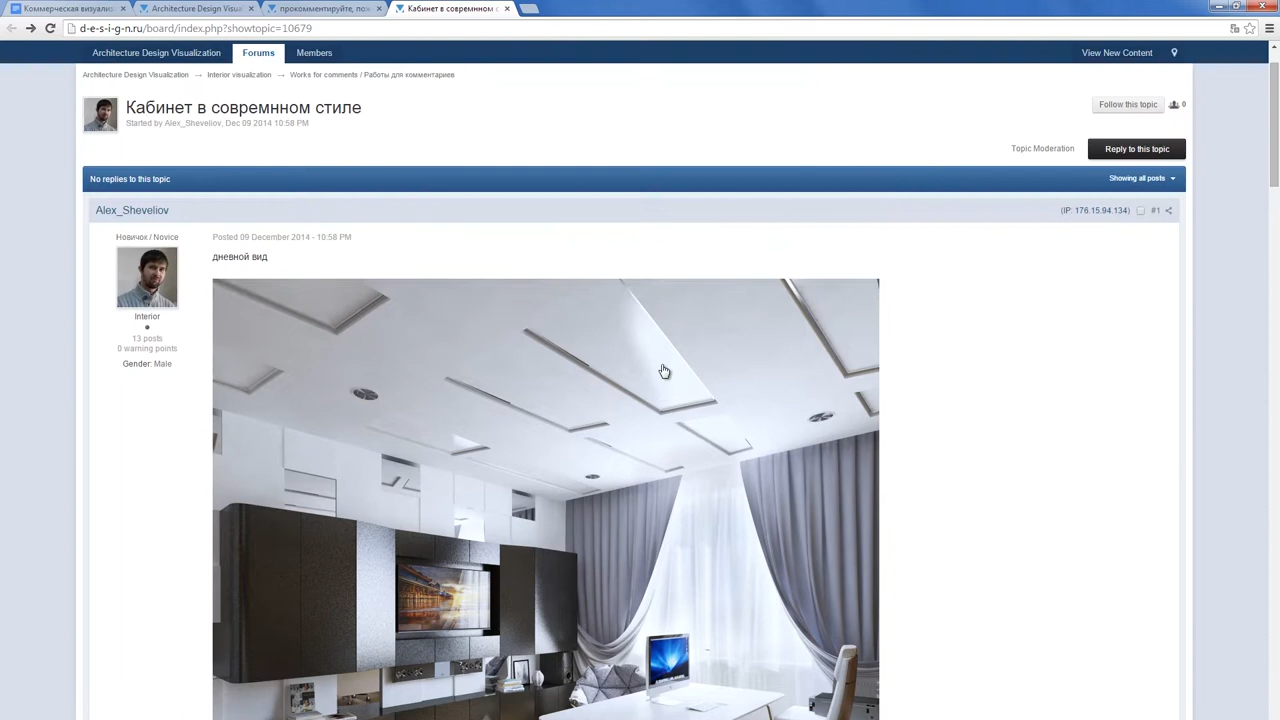 Коммерческая визуали
Architecture Design Visual
прокомментируйте, пож
Кабинет в совремнном с
d-e-s-i-g-n.ru/board/index.php?showtopic=10679
Architecture Design Visualization Forums Members View New Content
Architecture Design Visualization → Interior visualization → Works for comments / Работы для комментариев
Кабинет в совремнном стиле
Started by Alex_Sheveliov, Dec 09 2014 10:58 PM
Follow this topic 0
Topic Moderation Reply to this topic
No replies to this topic Showing all posts
Alex_Sheveliov (IP: 176.15.94.134) #1
Новичок / Novice
Posted 09 December 2014 - 10:58 PM
дневной вид
Interior
13 posts
0 warning points
Gender: Male